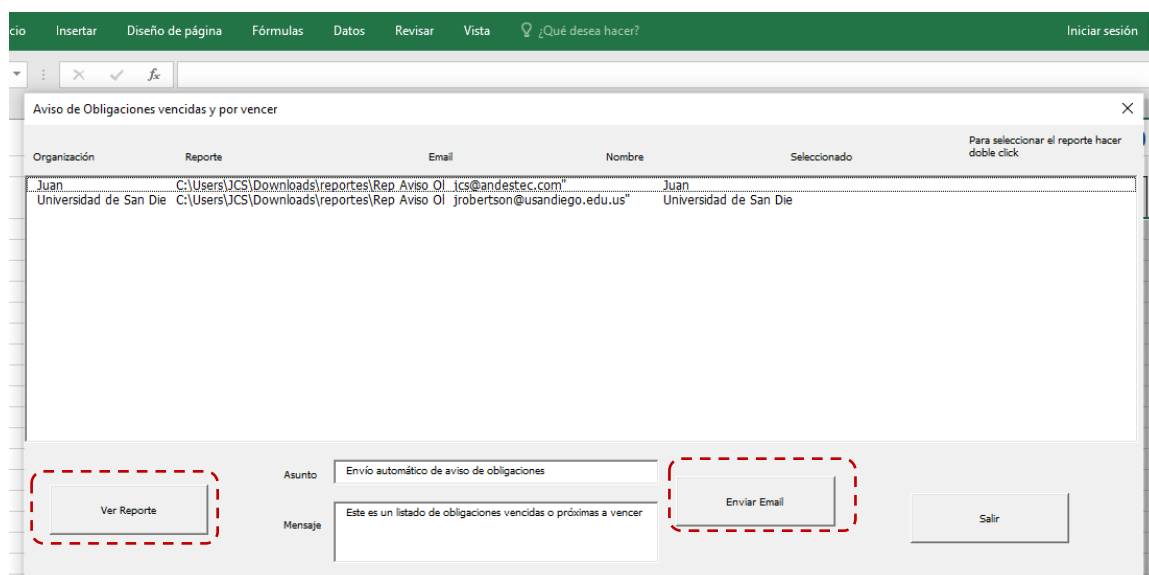 cio Insertar Diseño de página Fórmulas Datos Revisar Vista ¿Qué desea hacer? Iniciar sesión
fx
Aviso de Obligaciones vencidas y por vencer
Para seleccionar el reporte hacer
doble click
Organización Reporte Email Nombre Seleccionado
Juan C:\Users\JCS\Downloads\reportes\Rep Aviso Ol jcs@andestec.com" Juan
Universidad de San Die C:\Users\JCS\Downloads\reportes\Rep Aviso Ol jrobertson@usandiego.edu.us" Universidad de San Die
Asunto Envío automático de aviso de obligaciones
Ver Reporte
Enviar Email
Mensaje Este es un listado de obligaciones vencidas o próximas a vencer
Salir